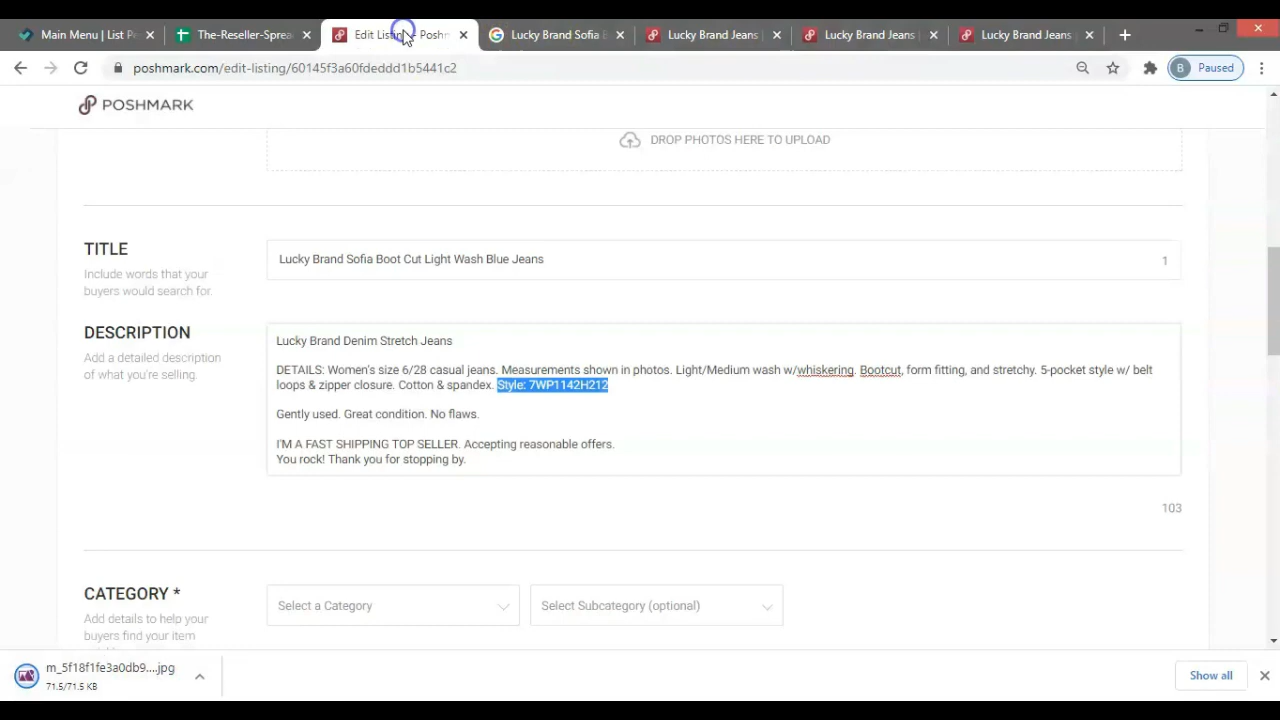 Main Menu | List Pe
The-Reseller-Sprea
Edit Listing - Poshm
Lucky Brand Sofia B
Lucky Brand Jeans |
Lucky Brand Jeans |
Lucky Brand Jeans |
poshmark.com/edit-listing/60145f3a60fdeddd1b5441c2
B
Paused
POSHMARK
DROP PHOTOS HERE TO UPLOAD
TITLE
Include words that your
buyers would search for.
Lucky Brand Sofia Boot Cut Light Wash Blue Jeans
1
DESCRIPTION
Add a detailed description
of what you're selling.
Lucky Brand Denim Stretch Jeans
DETAILS: Women's size 6/28 casual jeans. Measurements shown in photos. Light/Medium wash w/whiskering. Bootcut, form fitting, and stretchy. 5-pocket style w/ belt
loops & zipper closure. Cotton & spandex. Style: 7WP1142H212
Gently used. Great condition. No flaws.
I'M A FAST SHIPPING TOP SELLER. Accepting reasonable offers.
You rock! Thank you for stopping by.
103
CATEGORY *
Add details to help your
buyers find your item
Select a Category
Select Subcategory (optional)
m_5f18f1fe3a0db9....jpg
71.5/71.5 KB
Show all